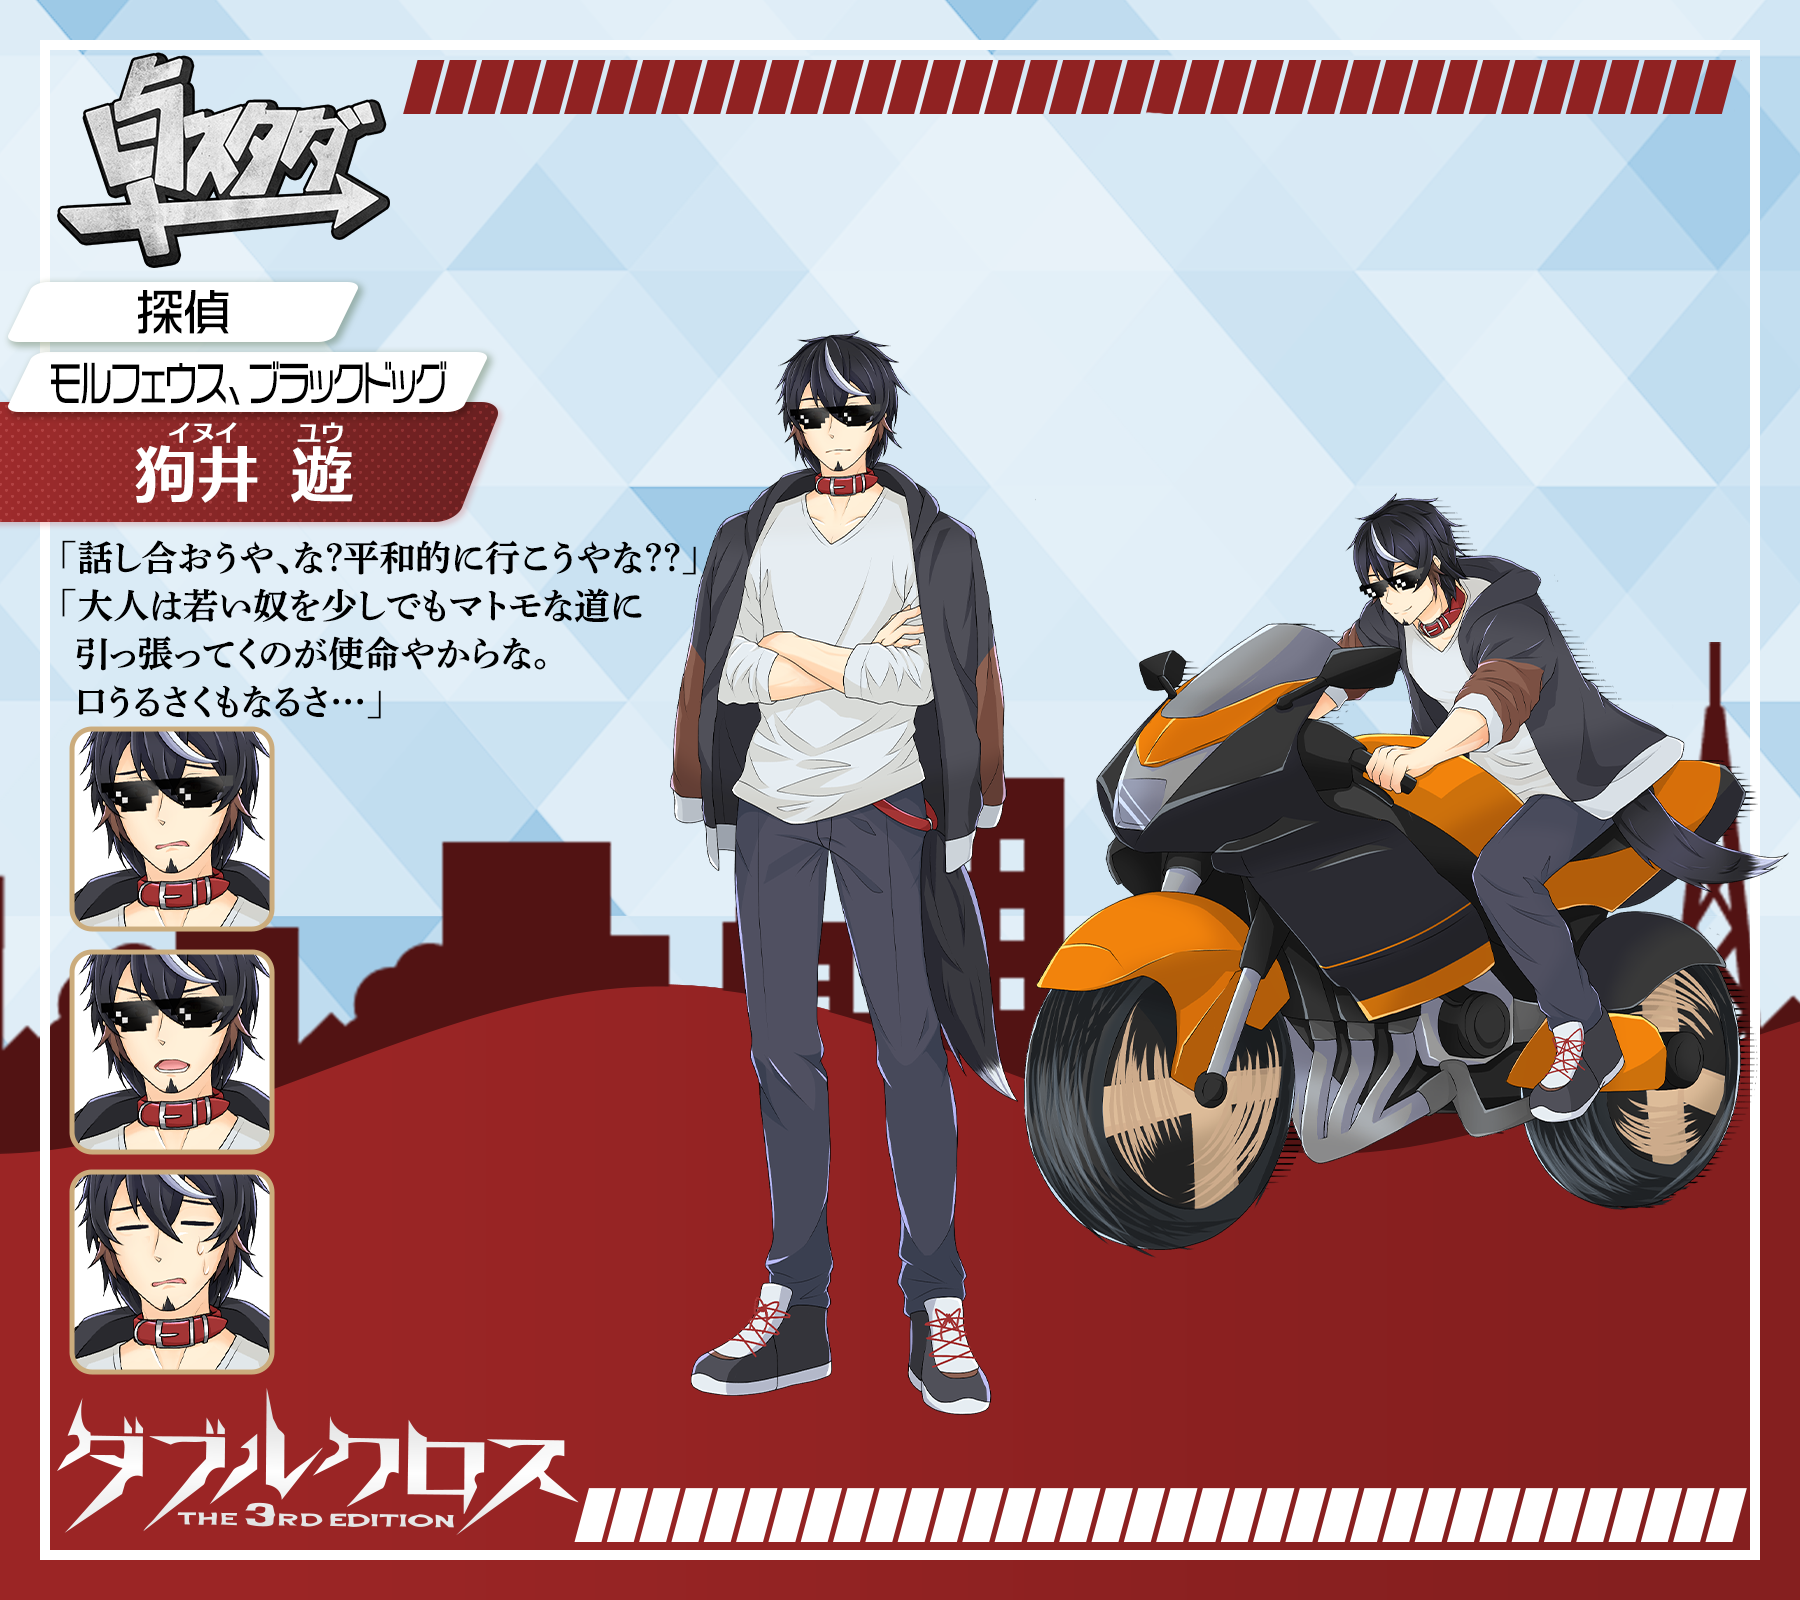 卓スタダ
探偵
モルフェウス、ブラックドッグ
イヌイ ユウ
狗井 遊
「話し合おうや、な?平和的に行こうやな??」
「大人は若い奴を少しでもマトモな道に
引っ張ってくのが使命やからな。
口うるさくもなるさ…」
ダブルクロス
THE 3RD EDITION